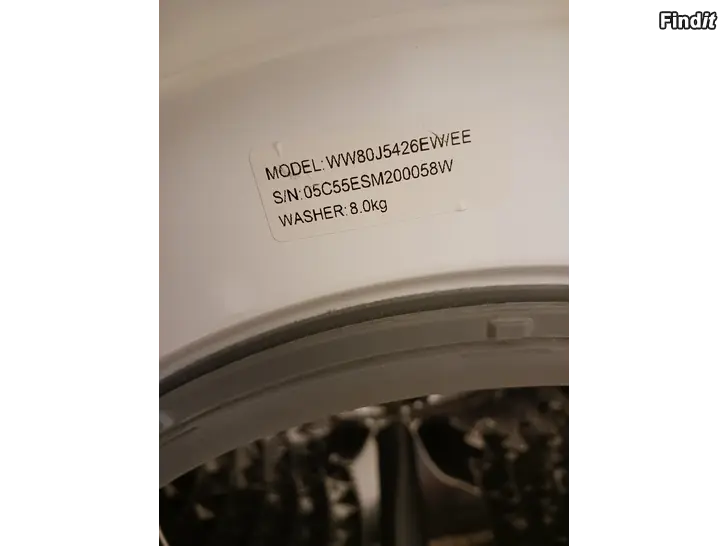 Findit
MODEL: WW80J5426EW/EE
S/N: 05C55ESM200058W
WASHER: 8.0kg